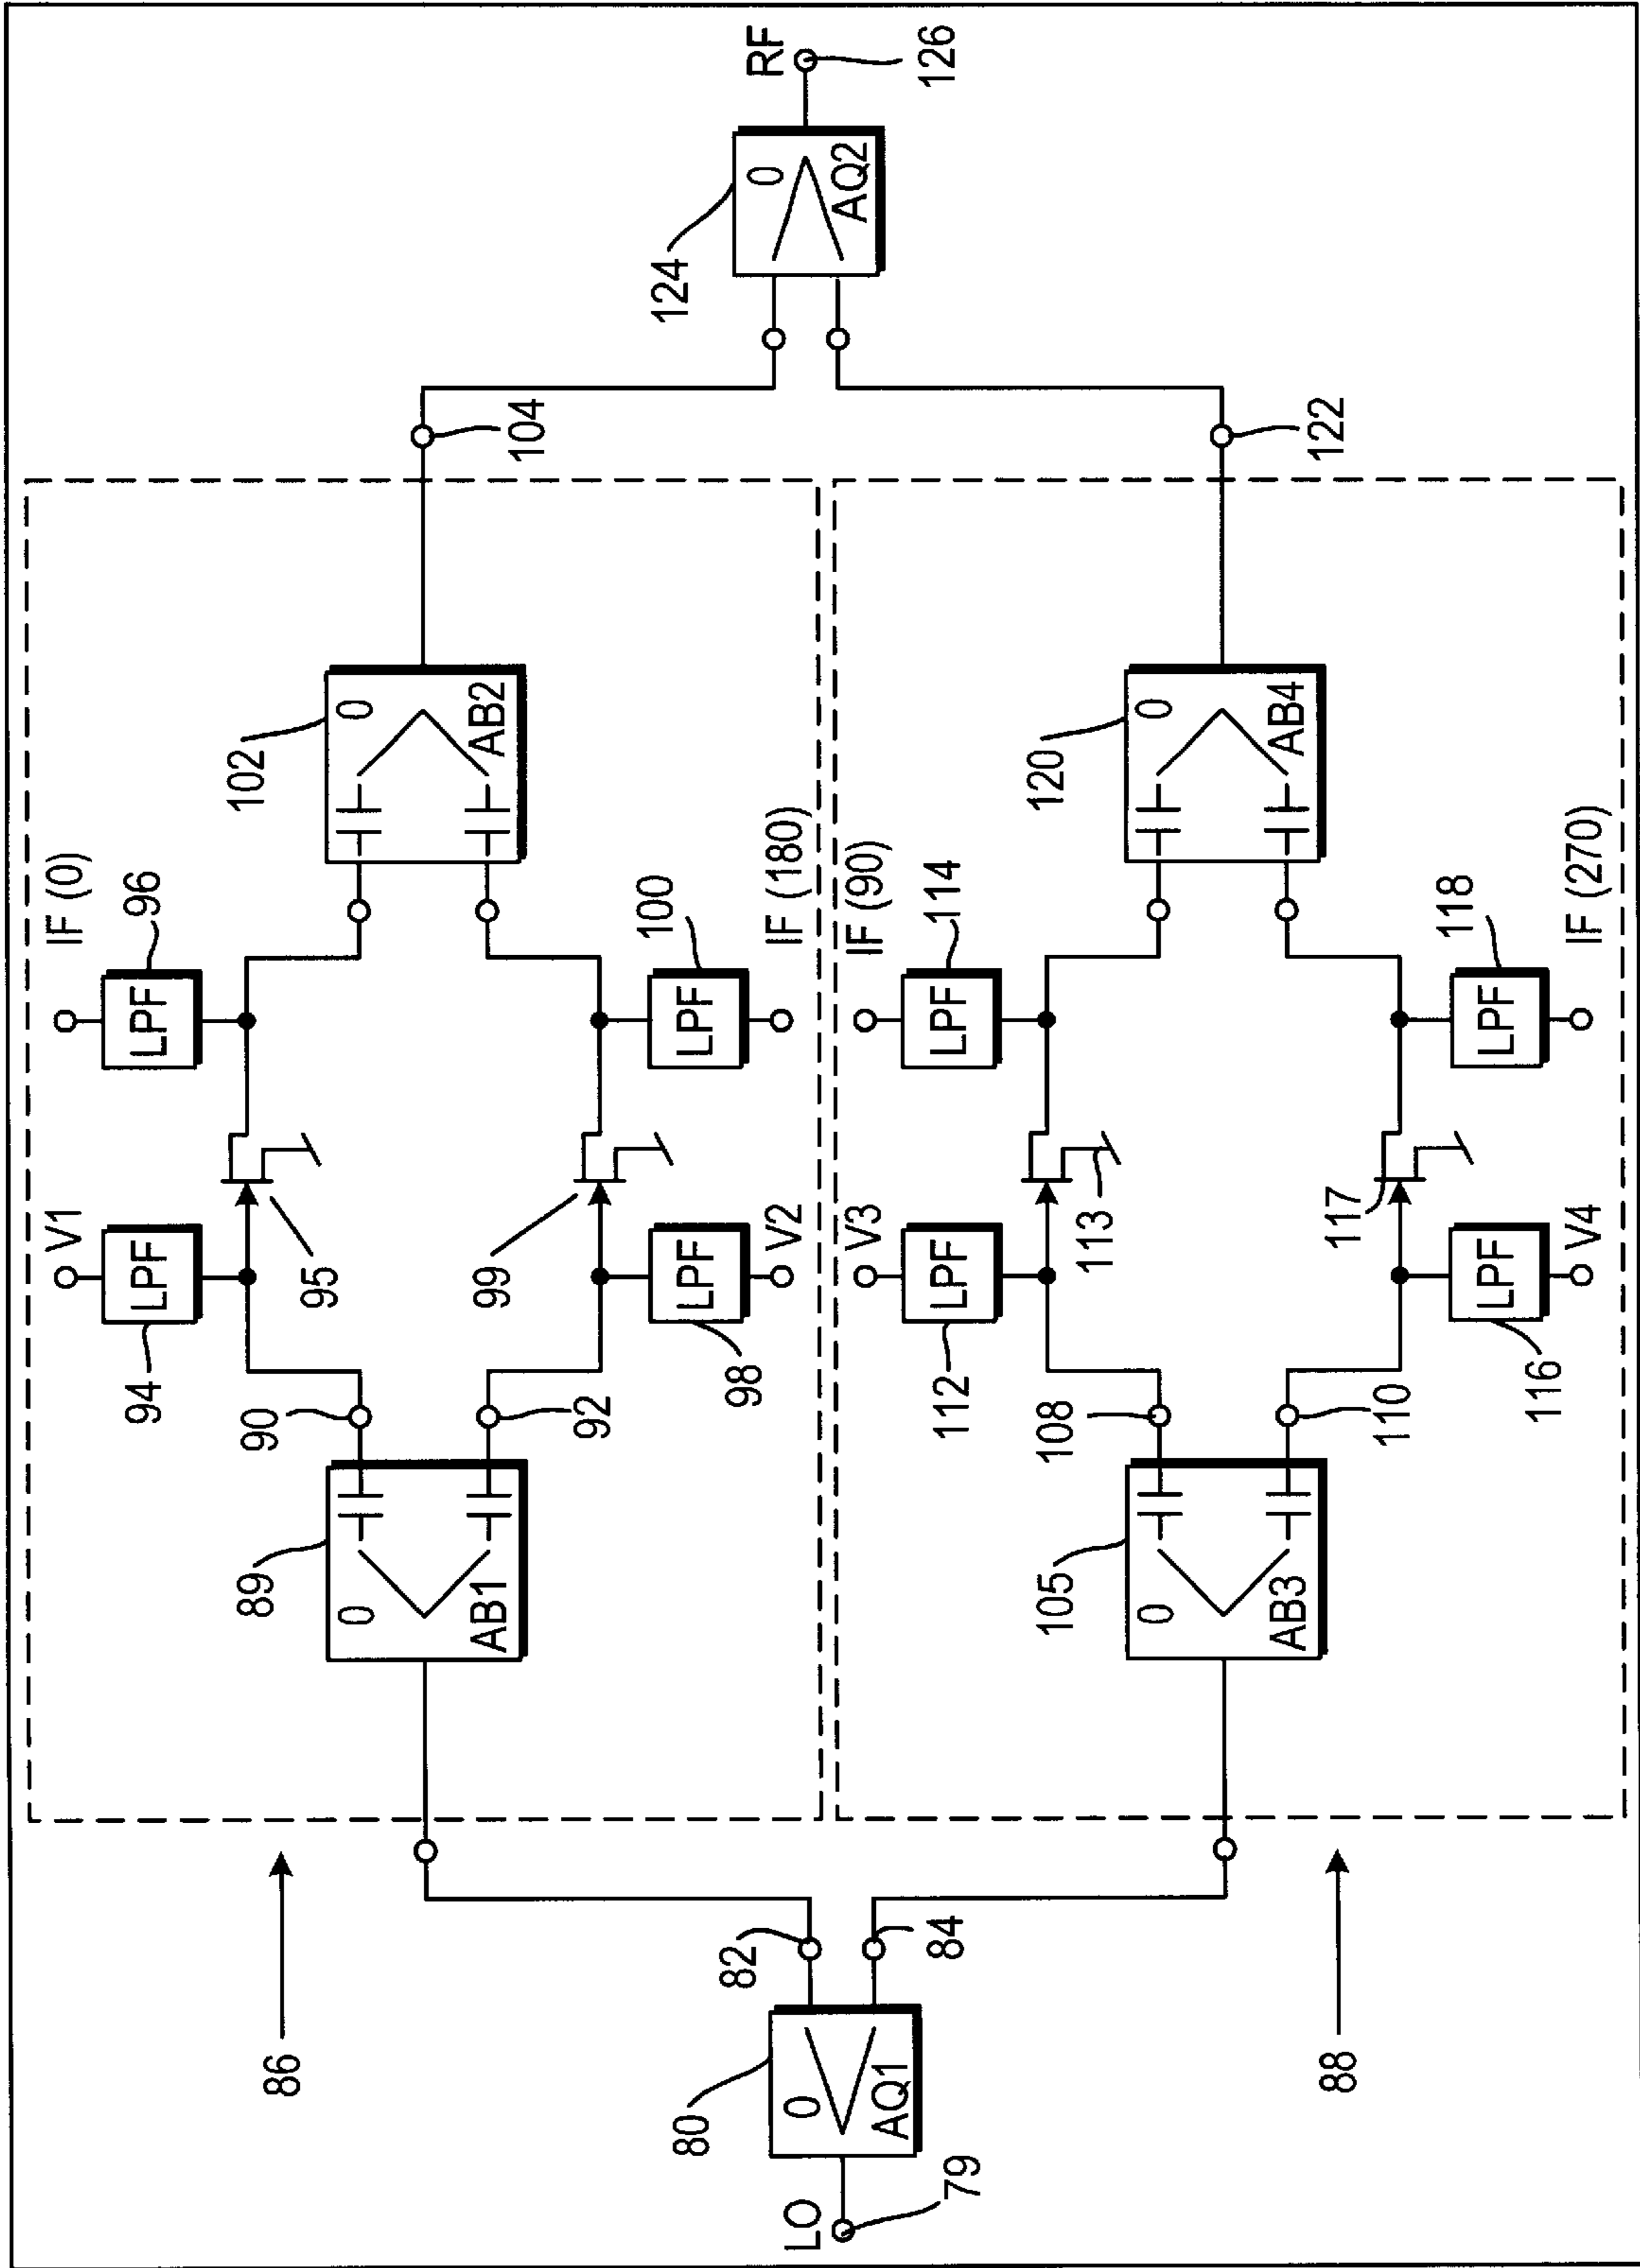 86
V1
IF (0)
94
LPF
LPF
96
89
0
AB1
90
92
95
99
102
0
AB2
104
98
LPF
LPF
100
V2
IF (180)
LO
79
80
0
AQ1
82
84
124
0
AQ2
RF
126
V3
IF (90)
112
LPF
LPF
114
105
0
AB3
108
110
113
117
120
0
AB4
122
116
LPF
LPF
118
V4
IF (270)
88